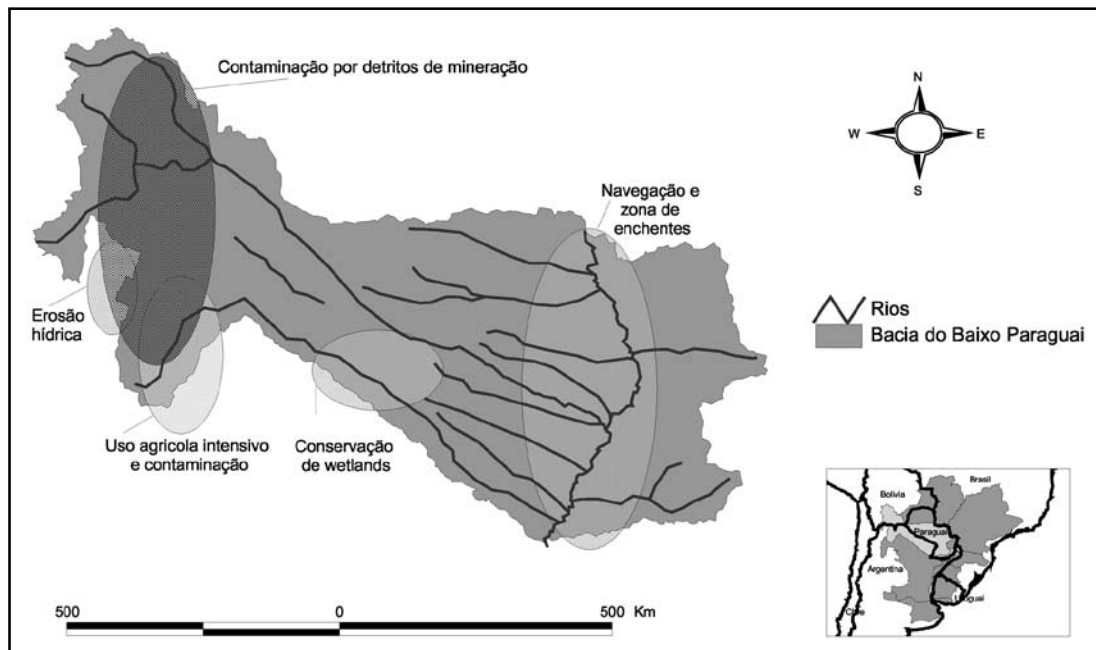 Contaminação por detritos de mineração
N
W
E
S
Navegação e
zona de
enchentes
Erosão
hídrica
Rios
Bacia do Baixo Paraguai
Uso agricola intensivo
e contaminação
Conservação
de wetlands
Bolívia
Brasil
Paraguai
Argentina
Uruguai
Chile
500
0
500 Km